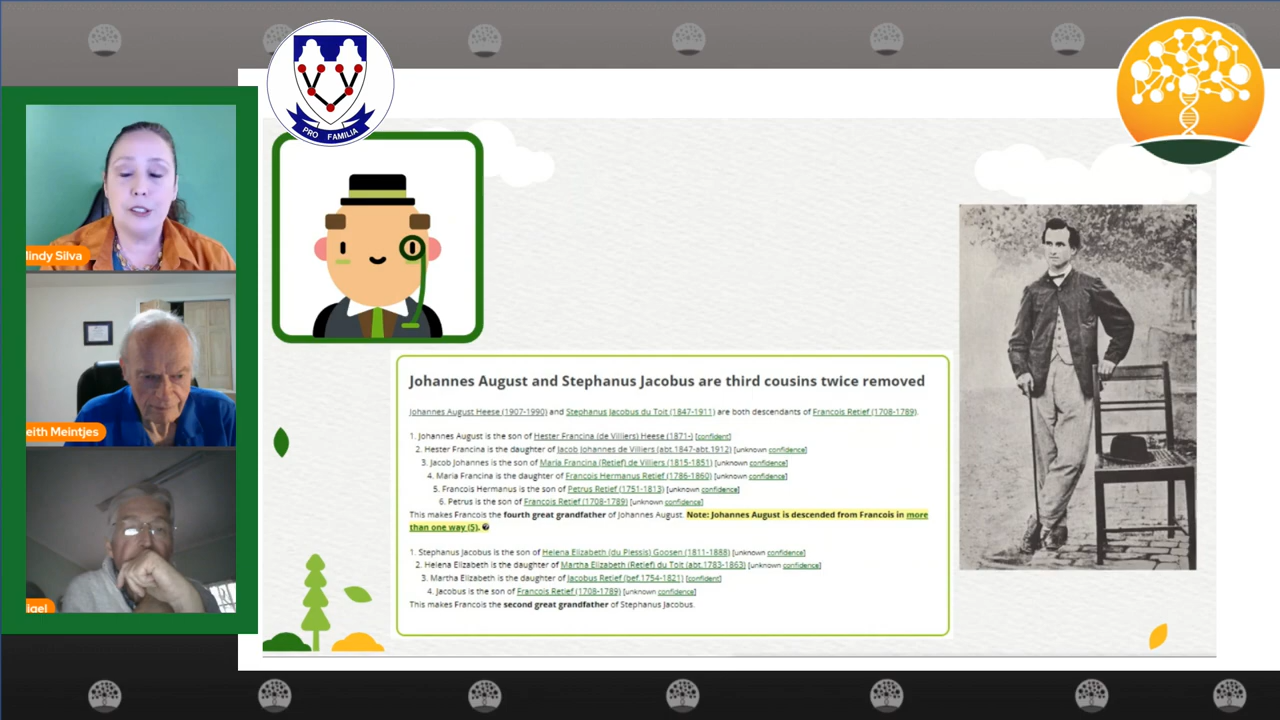 PRO FAMILIA
indy Silva
eith Meintjes
igel
Johannes August and Stephanus Jacobus are third cousins twice removed
Johannes August Heese (1907-1990) and Stephanus Jacobus du Toit (1847-1911) are both descendants of Francois Retief (1708-1789).
1. Johannes August is the son of Hester Francina (de Villiers) Heese (1871-) [confident]
2. Hester Francina is the daughter of Jacob Johannes de Villiers (abt.1847-abt.1912) [unknown confidence]
3. Jacob Johannes is the son of Maria Francina (Retief) de Villiers (1815-1851) [unknown confidence]
4. Maria Francina is the daughter of Francois Hermanus Retief (1786-1860) [unknown confidence]
5. Francois Hermanus is the son of Petrus Retief (1751-1813) [unknown confidence]
6. Petrus is the son of Francois Retief (1708-1789) [unknown confidence]
This makes Francois the fourth great grandfather of Johannes August. Note: Johannes August is descended from Francois in more
than one way (5).
1. Stephanus Jacobus is the son of Helena Elizabeth (du Plessis) Goosen (1811-1888) [unknown confidence]
2. Helena Elizabeth is the daughter of Martha Elizabeth (Retief) du Toit (abt.1783-1863) [unknown confidence]
3. Martha Elizabeth is the daughter of Jacobus Retief (bef.1754-1821) [confident]
4. Jacobus is the son of Francois Retief (1708-1789) [unknown confidence]
This makes Francois the second great grandfather of Stephanus Jacobus.